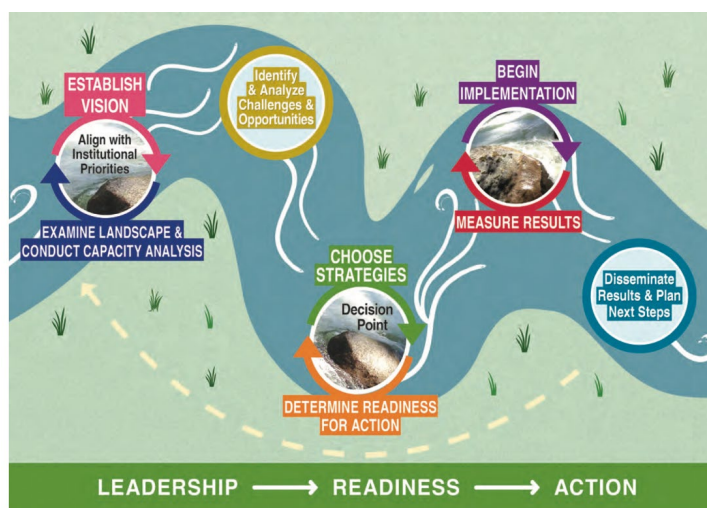 ESTABLISH
VISION
Align with
Institutional
Priorities
EXAMINE LANDSCAPE &
CONDUCT CAPACITY ANALYSIS
Identify
& Analyze
Challenges &
Opportunities
CHOOSE
STRATEGIES
Decision
Point
DETERMINE READINESS
FOR ACTION
BEGIN
IMPLEMENTATION
MEASURE RESULTS
Disseminate
Results & Plan
Next Steps
LEADERSHIP → READINESS → ACTION